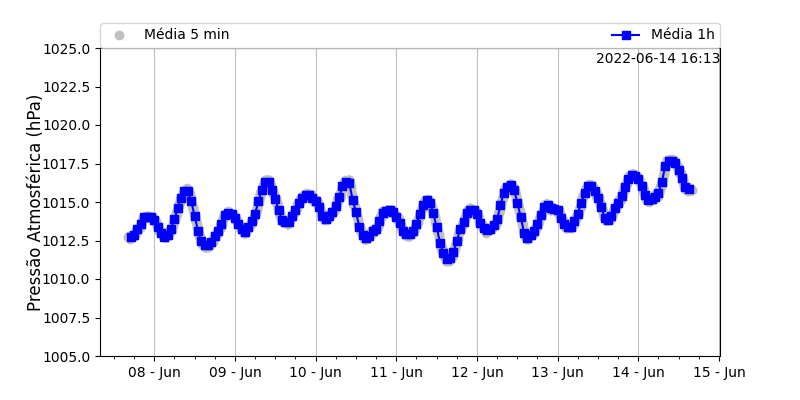 Média 5 min
Média 1h
2022-06-14 16:13
Pressão Atmosférica (hPa)
1025.0
1022.5
1020.0
1017.5
1015.0
1012.5
1010.0
1007.5
1005.0
08 - Jun
09 - Jun
10 - Jun
11 - Jun
12 - Jun
13 - Jun
14 - Jun
15 - Jun